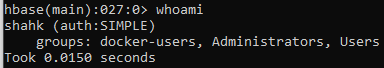 hbase(main):027:0> whoami
shahk (auth:SIMPLE)
    groups: docker-users, Administrators, Users
Took 0.0150 seconds